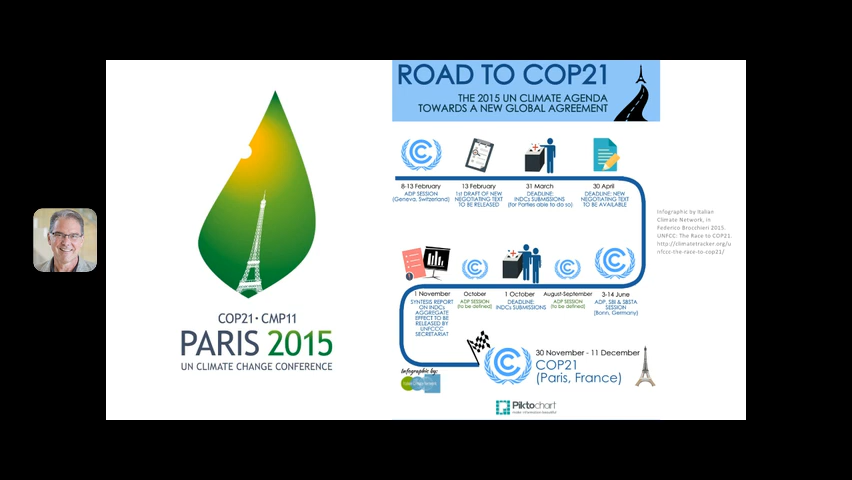 COP21 · CMP11
PARIS 2015
UN CLIMATE CHANGE CONFERENCE
ROAD TO COP21
THE 2015 UN CLIMATE AGENDA
TOWARDS A NEW GLOBAL AGREEMENT
8-13 February
ADP SESSION
(Geneva, Switzerland)
13 February
1ST DRAFT OF NEW
NEGOTIATING TEXT
TO BE RELEASED
31 March
DEADLINE:
INDCs SUBMISSIONS
(for Parties able to do so)
30 April
DEADLINE: NEW
NEGOTIATING TEXT
TO BE AVAILABLE
3-14 June
ADP, SBI & SBSTA
SESSION
(Bonn, Germany)
August-September
ADP SESSION
(to be defined)
1 October
DEADLINE:
INDCs SUBMISSIONS
October
ADP SESSION
(to be defined)
1 November
SYNTESIS REPORT
ON INDCs
AGGREGATE
EFFECT TO BE
RELEASED BY
UNFCCC
SECRETARIAT
30 November - 11 December
COP21
(Paris, France)
Infographic by:
Piktochart
make information beautiful
Infographic by Italian
Climate Network, in
Federico Brocchieri 2015.
UNFCC: The Race to COP21.
http://climatetracker.org/u
nfccc-the-race-to-cop21/